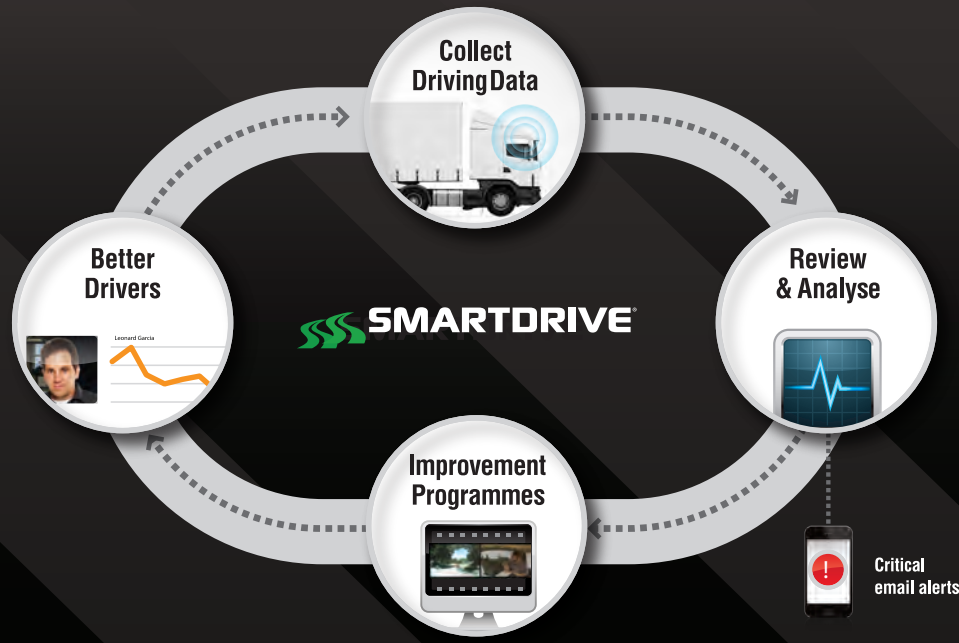 Collect
Driving Data
Better
Drivers
Leonard Garcia
Review
& Analyse
SMARTDRIVE®
Improvement
Programmes
!
Critical
email alerts